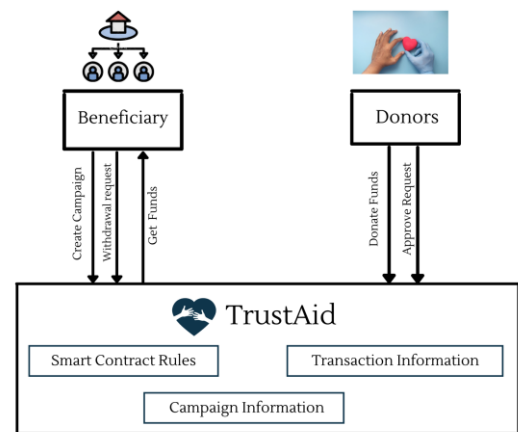 Beneficiary
Donors
Create Campaign
Withdrawal request
Get Funds
Donate Funds
Approve Request
TrustAid
Smart Contract Rules
Transaction Information
Campaign Information